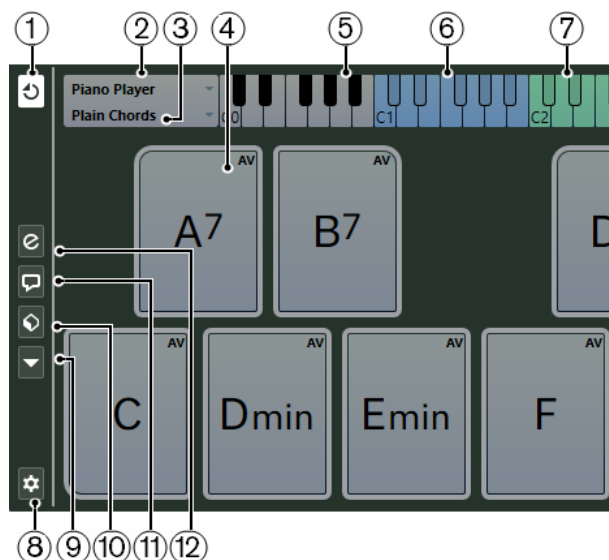 ① ② ③ ④ ⑤ ⑥ ⑦
Piano Player
Plain Chords
C0 C1 C2
AV AV
A7 B7 D
AV AV AV AV
C Dmin Emin F
⑧ ⑨ ⑩ ⑪ ⑫